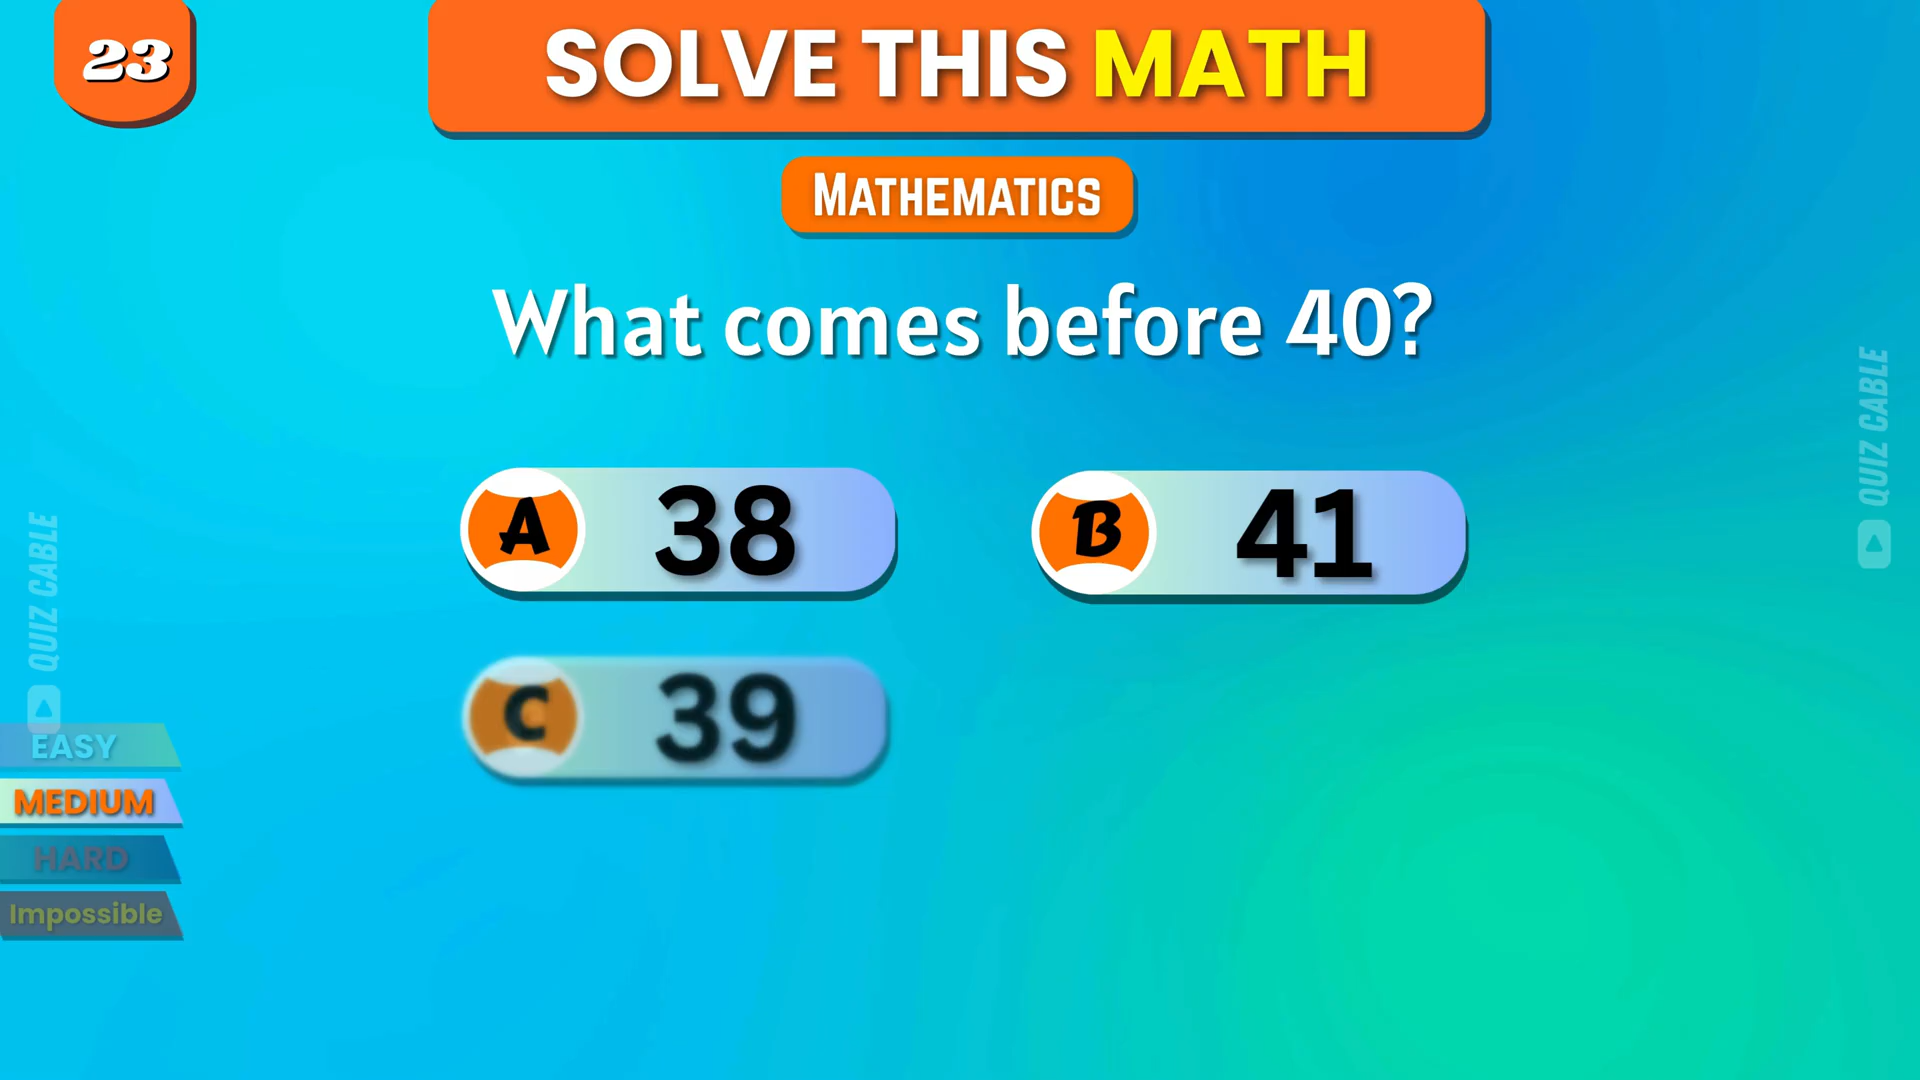 23
SOLVE THIS MATH
MATHEMATICS
What comes before 40?
A 38
B 41
C 39
QUIZ CABLE
QUIZ CABLE
EASY
MEDIUM
HARD
Impossible